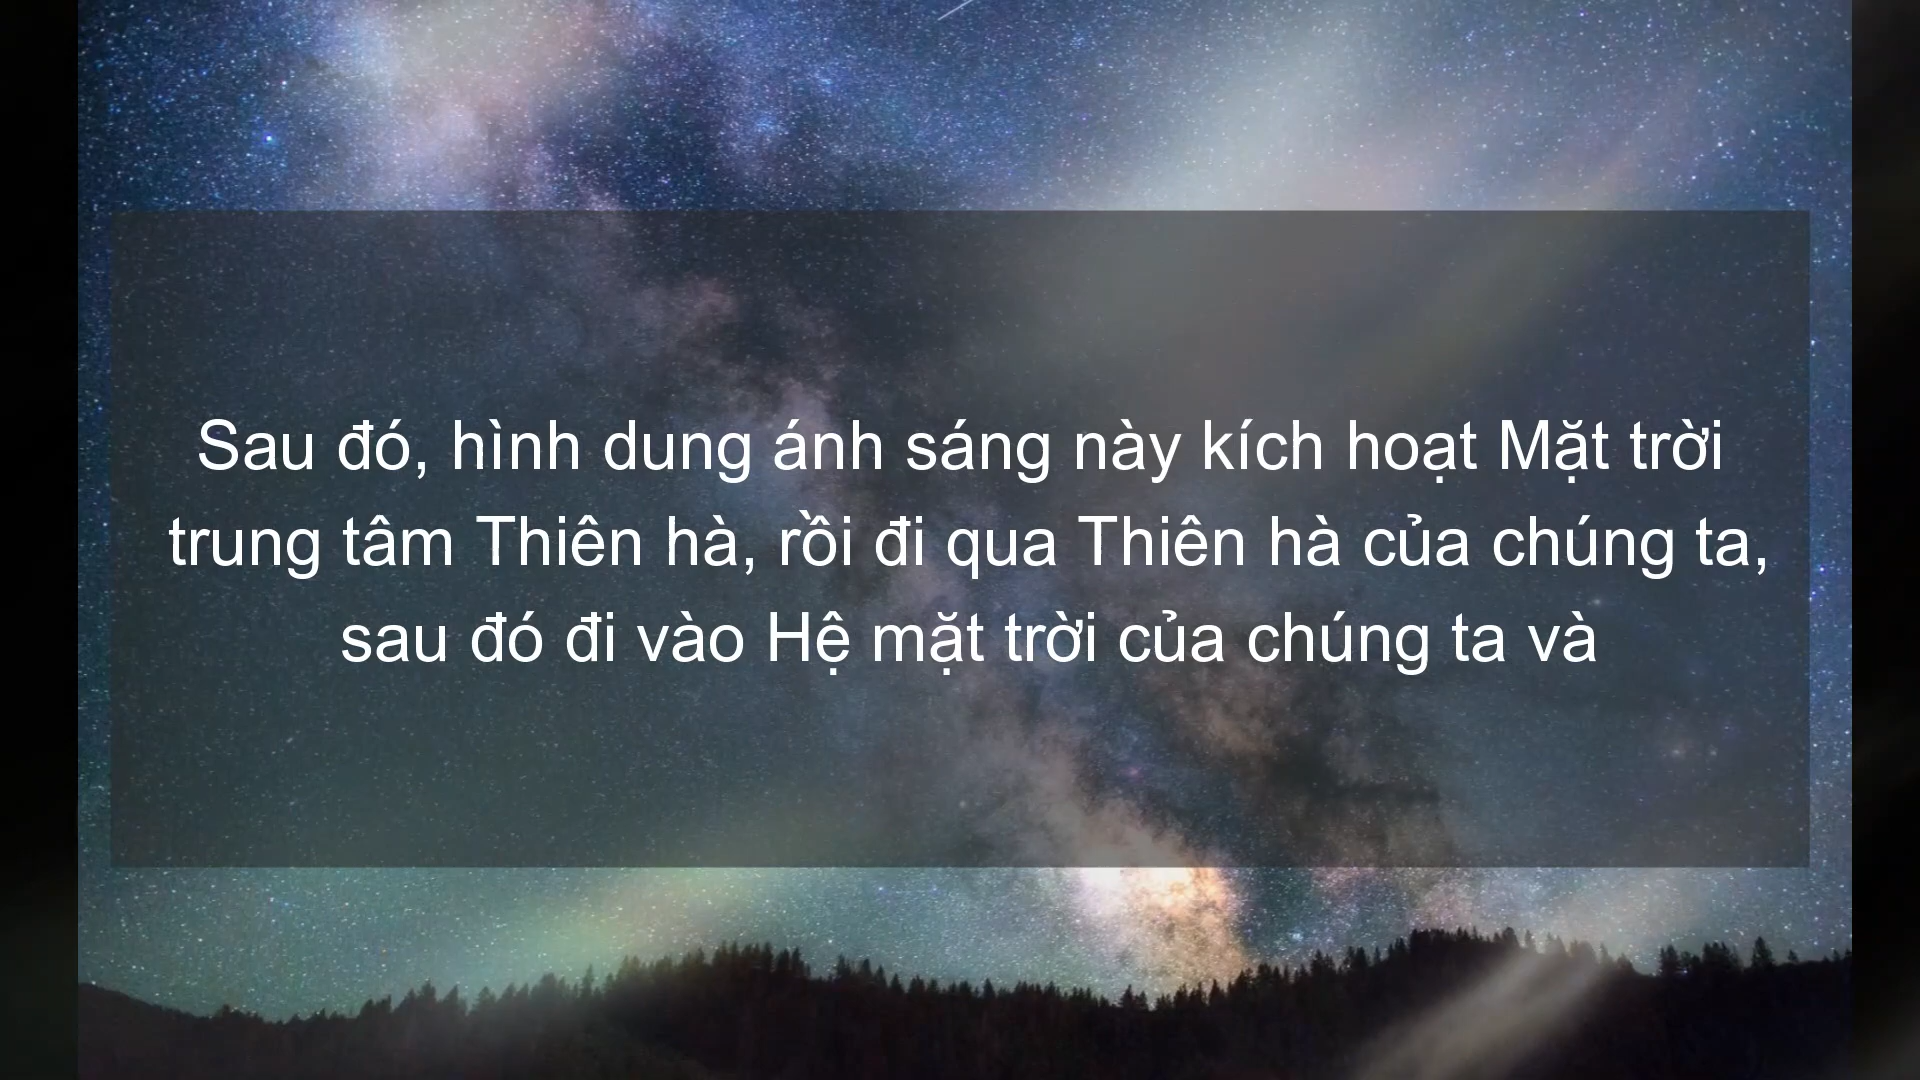 Sau đó, hình dung ánh sáng này kích hoạt Mặt trời
trung tâm Thiên hà, rồi đi qua Thiên hà của chúng ta,
sau đó đi vào Hệ mặt trời của chúng ta và